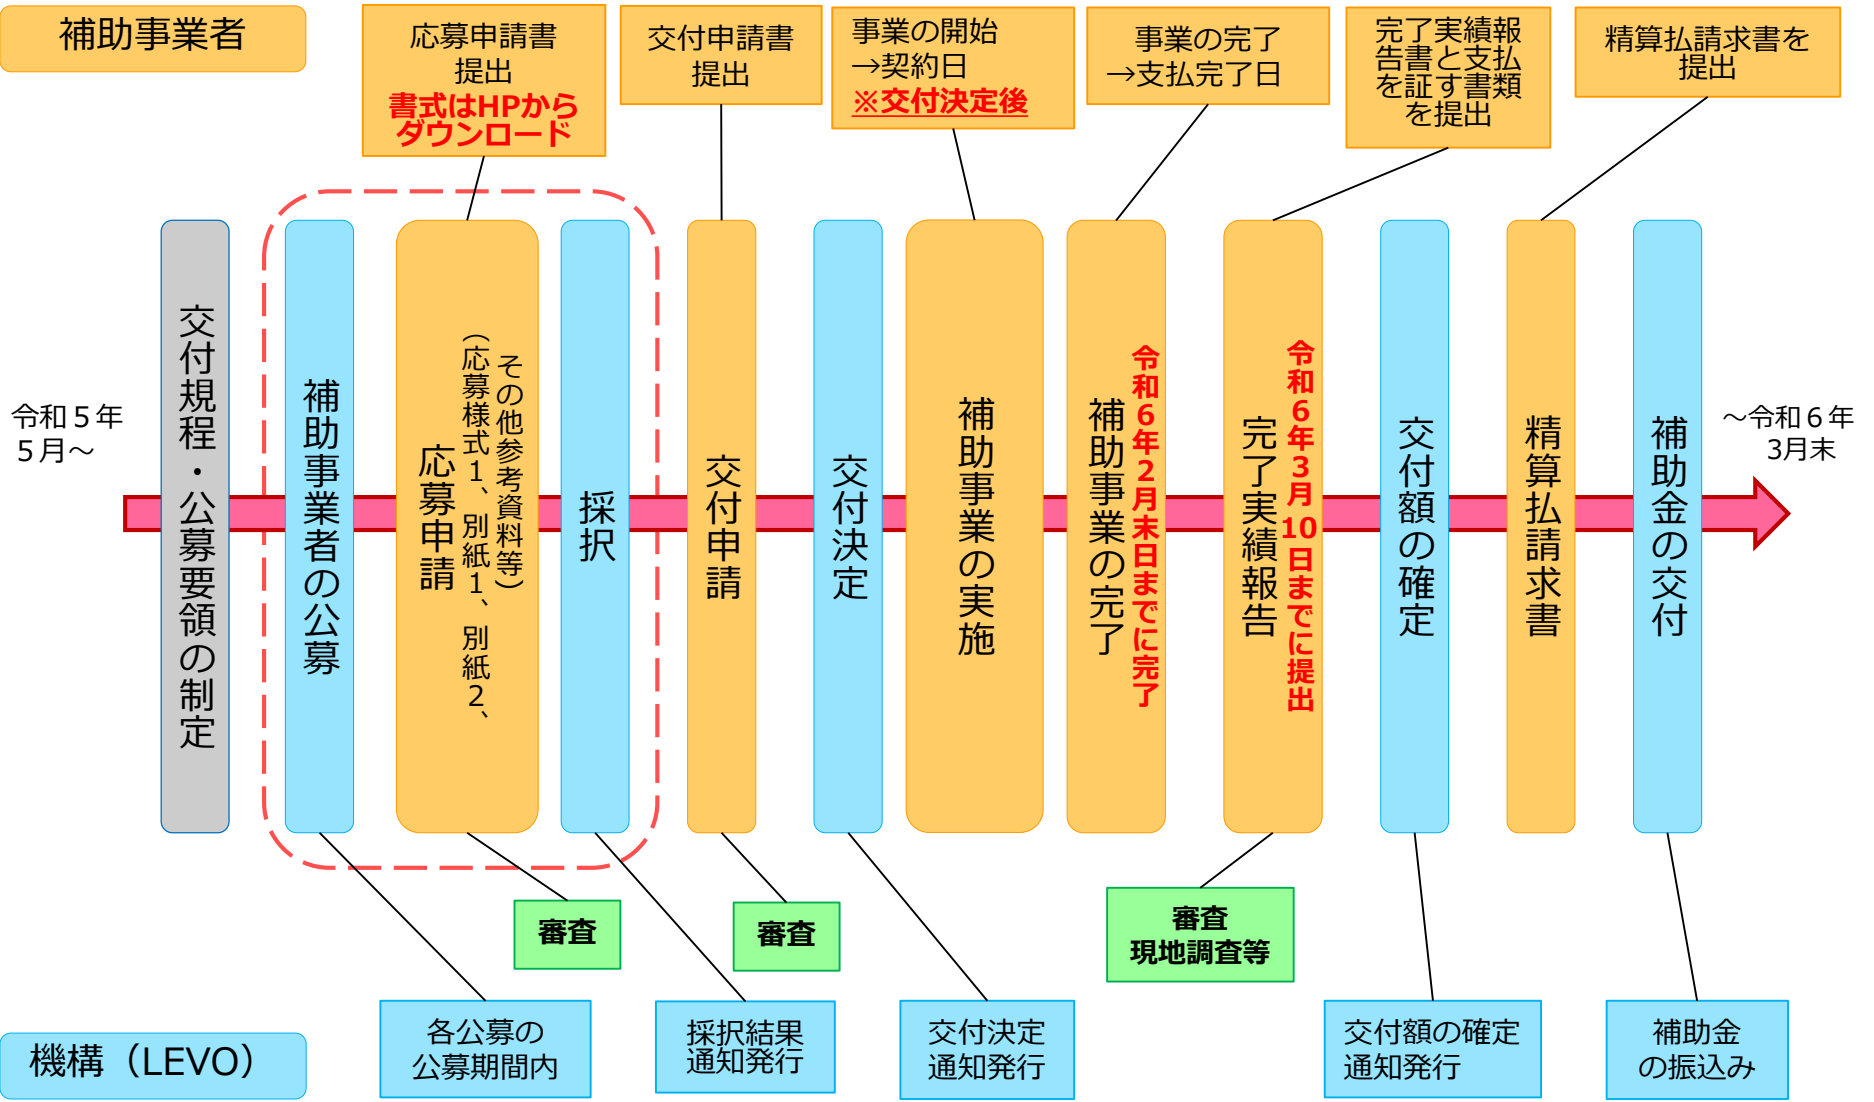 補助事業者
応募申請書
提出
書式はHPから
ダウンロード
交付申請書
提出
事業の開始
→契約日
※交付決定後
事業の完了
→支払完了日
完了実績報
告書と支払
を証す書類
を提出
精算払請求書を
提出
令和５年
５月～
交付規程・公募要領の制定
補助事業者の公募
応募申請
（応募様式１、別紙１、別紙２、
その他参考資料等）
採択
交付申請
交付決定
補助事業の実施
補助事業の完了
令和６年２月末日までに完了
完了実績報告
令和６年３月10日までに提出
交付額の確定
精算払請求書
補助金の交付
～令和６年
3月末
審査
審査
審査
現地調査等
機構（LEVO）
各公募の
公募期間内
採択結果
通知発行
交付決定
通知発行
交付額の確定
通知発行
補助金
の振込み